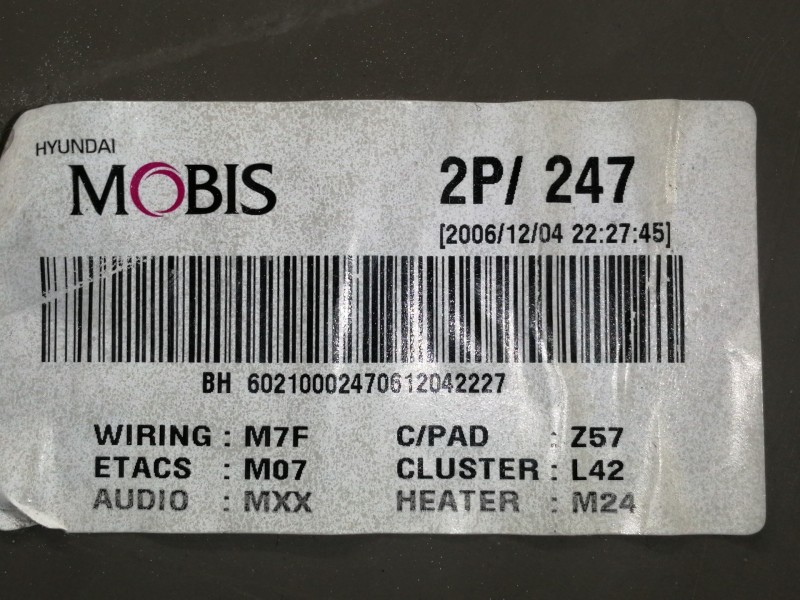 HYUNDAI
MOBIS
2P/ 247
[2006/12/04 22:27:45]
BH 60210002470612042227
WIRING : M7F C/PAD : Z57
ETACS : M07 CLUSTER : L42
AUDIO : MXX HEATER : M24